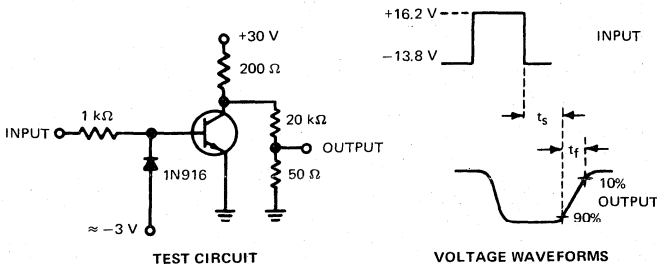 +30 V
200 Ω
1 kΩ
INPUT
20 kΩ
OUTPUT
1N916
50 Ω
≈ −3 V
TEST CIRCUIT
+16.2 V
INPUT
−13.8 V
ts
tf
10%
OUTPUT
90%
VOLTAGE WAVEFORMS